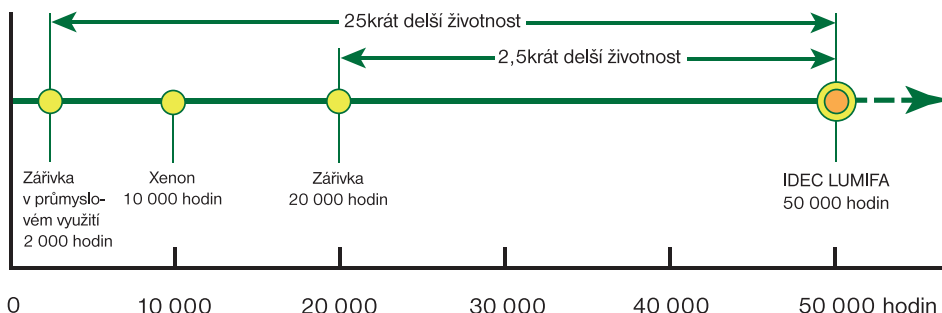 25krát delší životnost
2,5krát delší životnost
Zářivka
v průmyslo-
vém využití
2 000 hodin
Xenon
10 000 hodin
Zářivka
20 000 hodin
IDEC LUMIFA
50 000 hodin
0 10 000 20 000 30 000 40 000 50 000 hodin